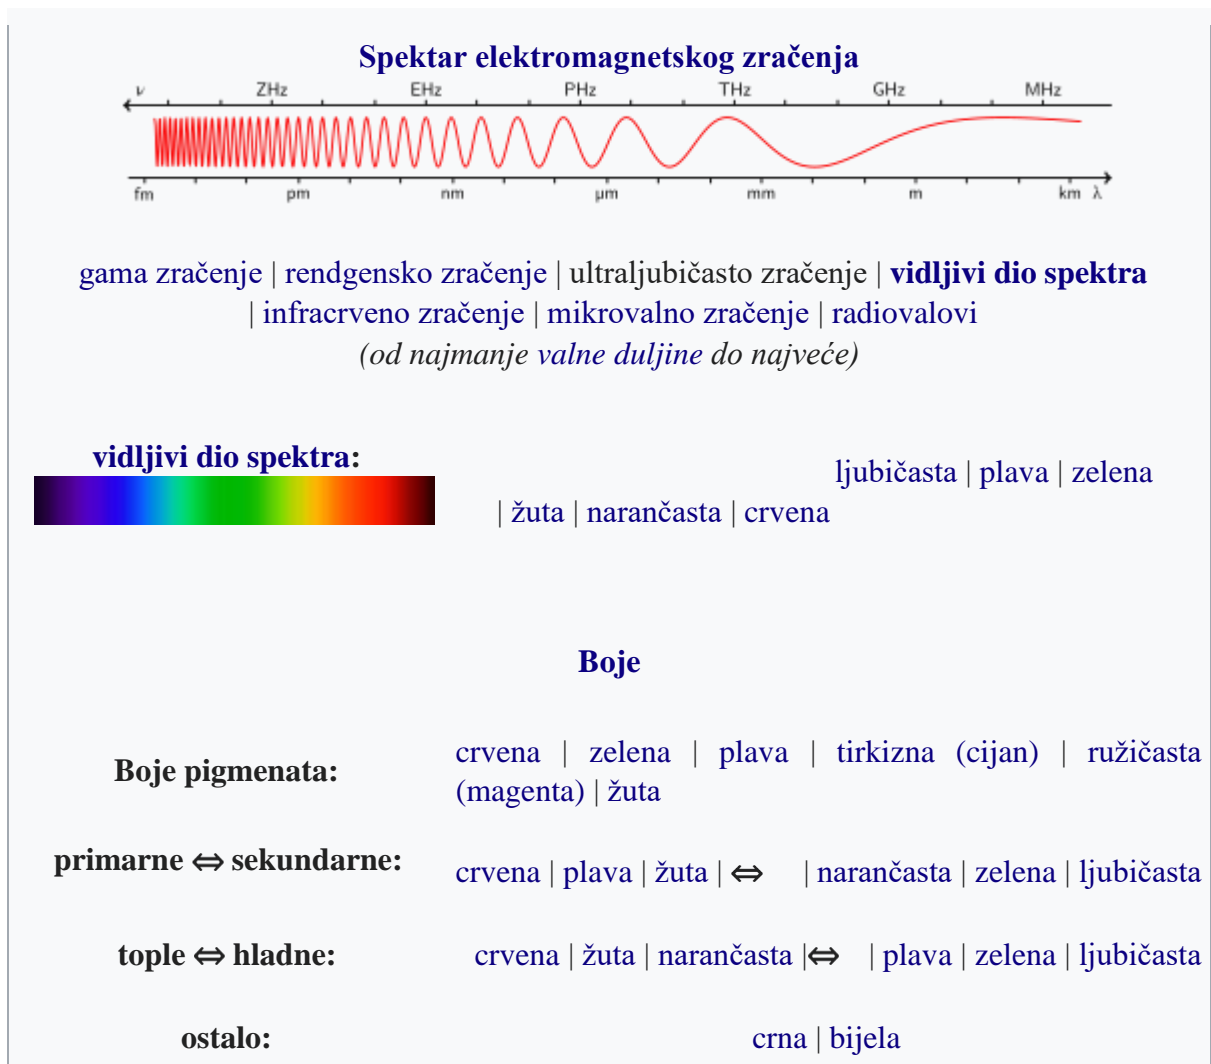 Spektar elektromagnetskog zračenja
ν ZHz EHz PHz THz GHz MHz
fm pm nm µm mm m km λ
gama zračenje | rendgensko zračenje | ultraljubičasto zračenje | vidljivi dio spektra
| infracrveno zračenje | mikrovalno zračenje | radiovalovi
(od najmanje valne duljine do najveće)
vidljivi dio spektra:
ljubičasta | plava | zelena
| žuta | narančasta | crvena
Boje
Boje pigmenata:
crvena | zelena | plava | tirkizna (cijan) | ružičasta
(magenta) | žuta
primarne ⇔ sekundarne:
crvena | plava | žuta | ⇔ | narančasta | zelena | ljubičasta
tople ⇔ hladne:
crvena | žuta | narančasta |⇔ | plava | zelena | ljubičasta
ostalo:
crna | bijela